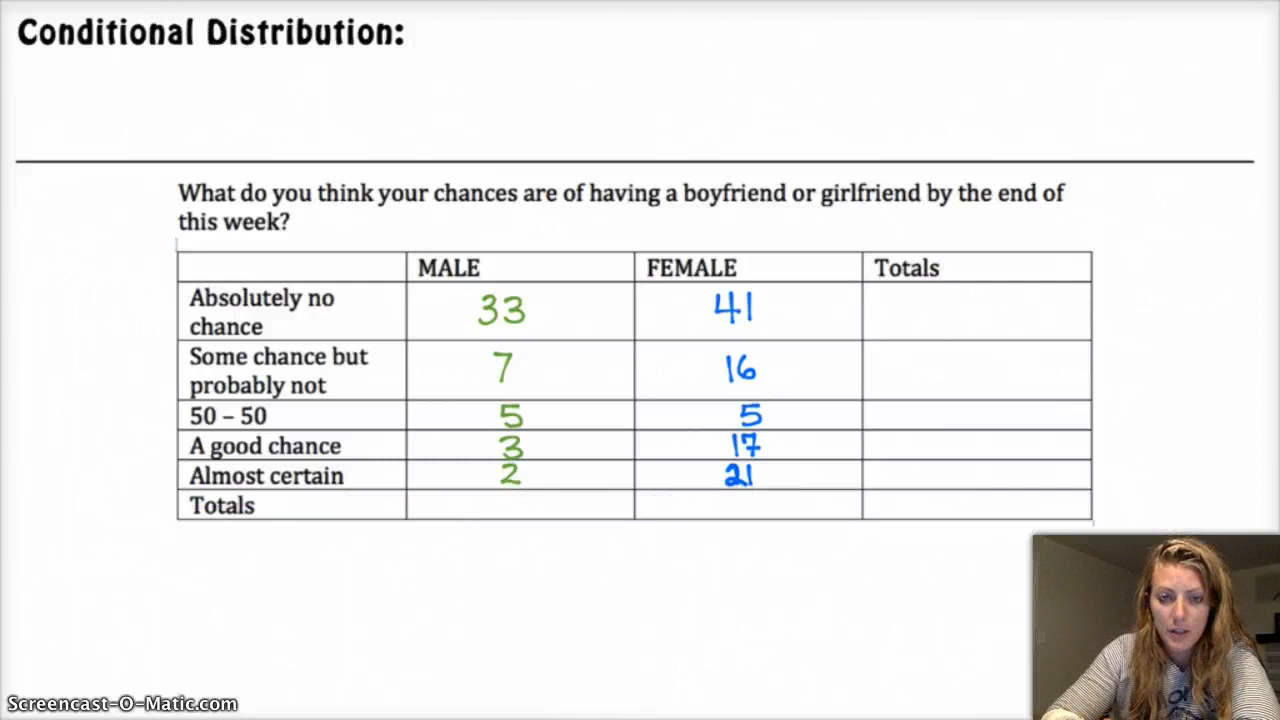 Conditional Distribution:
What do you think your chances are of having a boyfriend or girlfriend by the end of
this week?
MALE FEMALE Totals
Absolutely no
chance 33 41
Some chance but
probably not 7 16
50 – 50 5 5
A good chance 3 17
Almost certain 2 21
Totals
Screencast-O-Matic.com